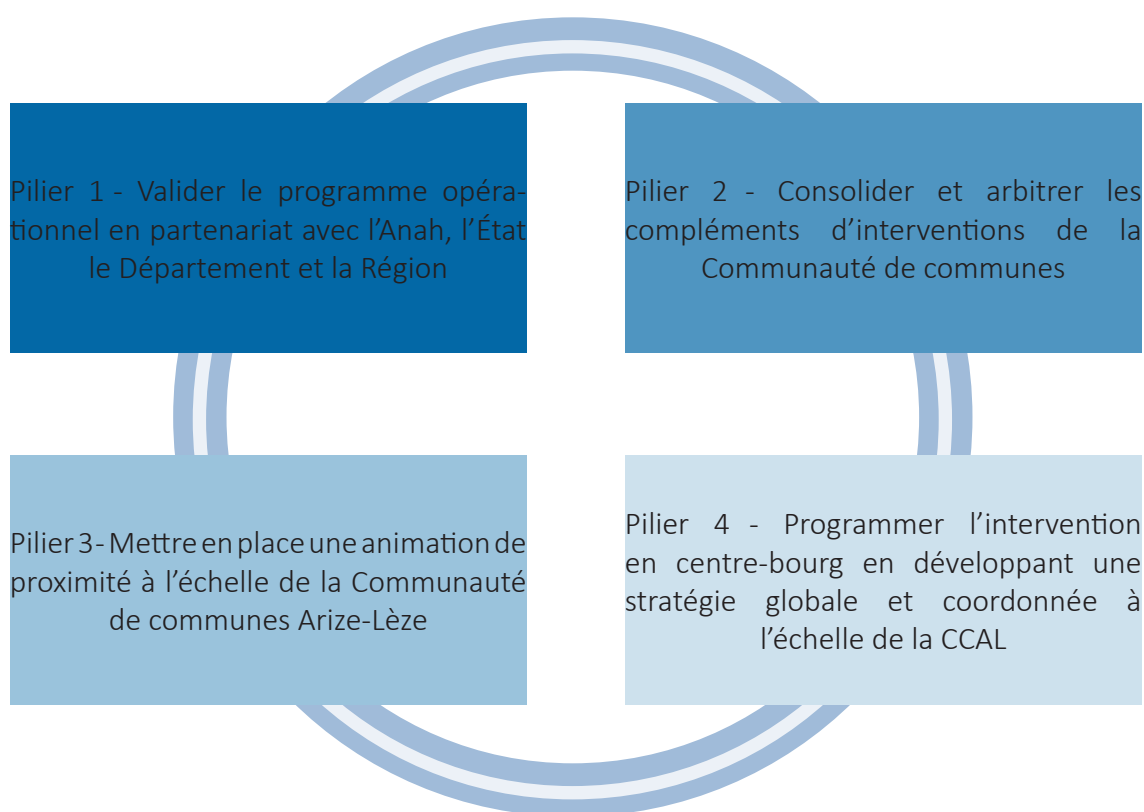 Pilier 1 - Valider le programme opéra-
tionnel en partenariat avec l’Anah, l’État
le Département et la Région
Pilier 2 - Consolider et arbitrer les
compléments d’interventions de la
Communauté de communes
Pilier 3 - Mettre en place une animation de
proximité à l’échelle de la Communauté
de communes Arize-Lèze
Pilier 4 - Programmer l’intervention
en centre-bourg en développant une
stratégie globale et coordonnée à
l’échelle de la CCAL